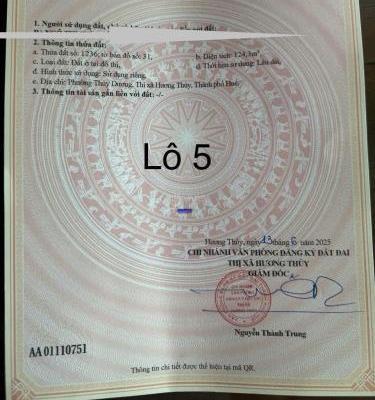 1. Người sử dụng đất,
2. Thông tin thửa đất:
a. Thửa đất số: 1236; tờ bản đồ số: 31,
b. Diện tích: 124,3m²
c. Loại đất: Đất ở tại đô thị,
d. Thời hạn sử dụng: Lâu dài,
đ. Hình thức sử dụng: Sử dụng riêng,
e. Địa chỉ: Phường Thủy Dương, Thị xã Hương Thủy, Thành phố Huế.
3. Thông tin tài sản gắn liền với đất: -/-
Lô 5
Hương Thủy, ngày 13 tháng 6 năm 2025
CHI NHÁNH VĂN PHÒNG ĐĂNG KÝ ĐẤT ĐAI
THỊ XÃ HƯƠNG THỦY
GIÁM ĐỐC
Nguyễn Thành Trung
AA 01110751
Thông tin chi tiết được thể hiện tại mã QR.